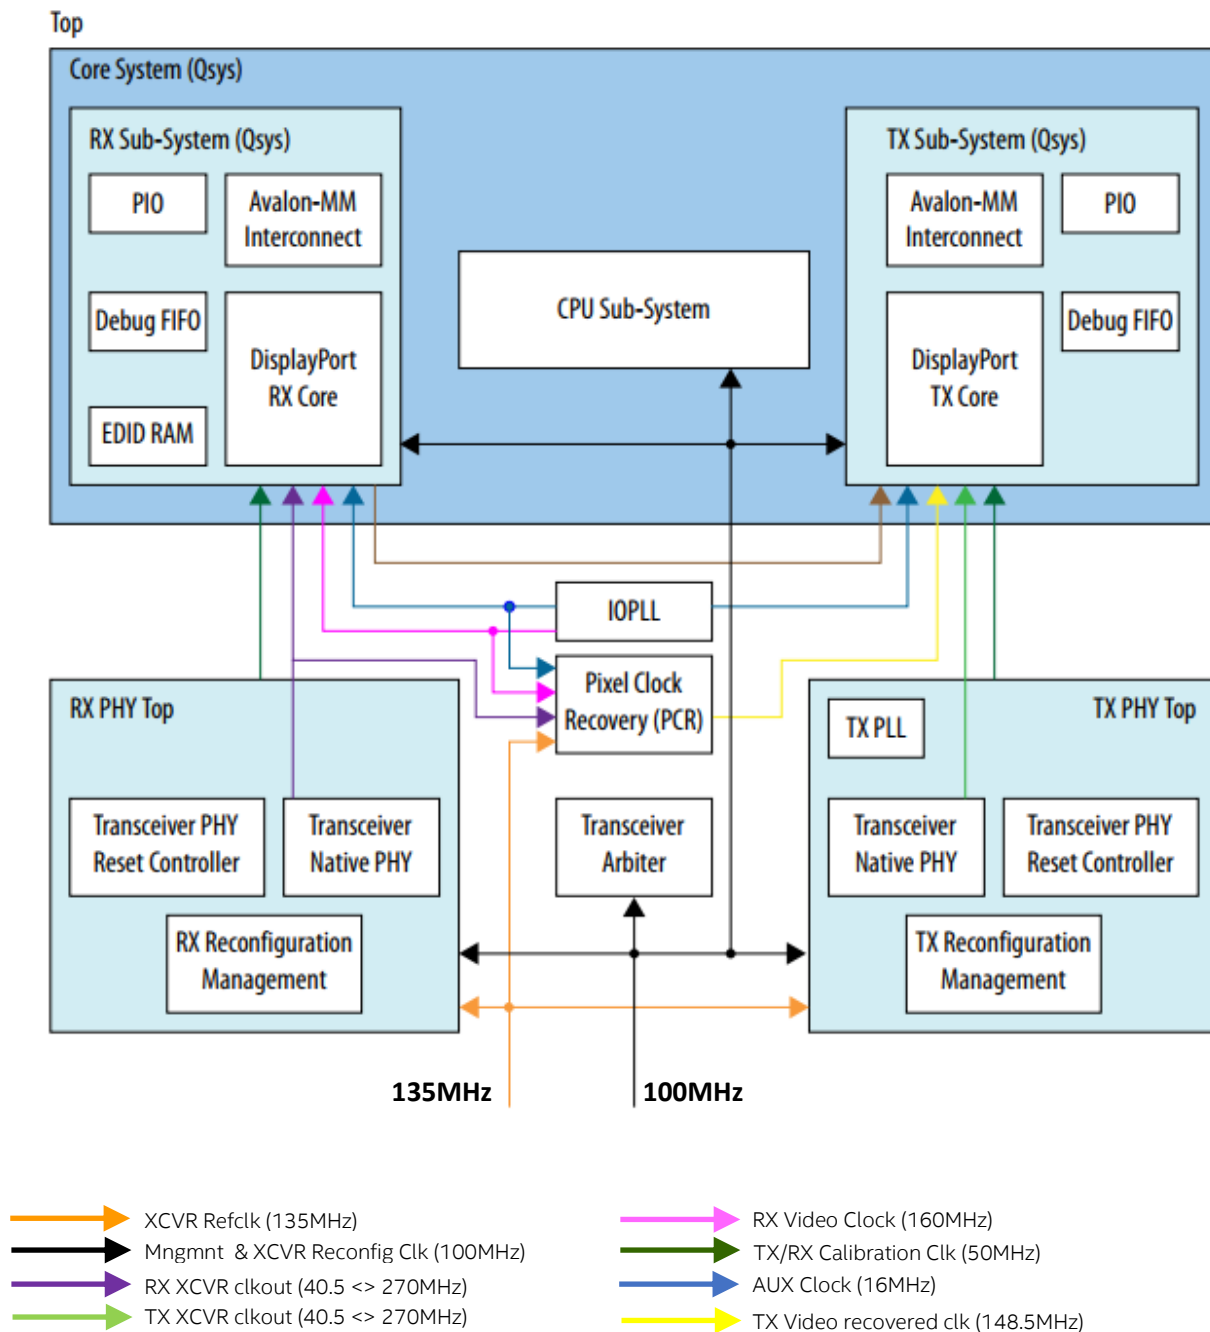 Top
Core System (Qsys)
RX Sub-System (Qsys)
PIO
Avalon-MM
Interconnect
Debug FIFO
DisplayPort
RX Core
EDID RAM
CPU Sub-System
TX Sub-System (Qsys)
Avalon-MM
Interconnect
PIO
DisplayPort
TX Core
Debug FIFO
IOPLL
Pixel Clock
Recovery (PCR)
RX PHY Top
Transceiver PHY
Reset Controller
Transceiver
Native PHY
RX Reconfiguration
Management
Transceiver
Arbiter
TX PHY Top
TX PLL
Transceiver
Native PHY
Transceiver PHY
Reset Controller
TX Reconfiguration
Management
135MHz
100MHz
XCVR Refclk (135MHz)
Mngmnt & XCVR Reconfig Clk (100MHz)
RX XCVR clkout (40.5 <> 270MHz)
TX XCVR clkout (40.5 <> 270MHz)
RX Video Clock (160MHz)
TX/RX Calibration Clk (50MHz)
AUX Clock (16MHz)
TX Video recovered clk (148.5MHz)